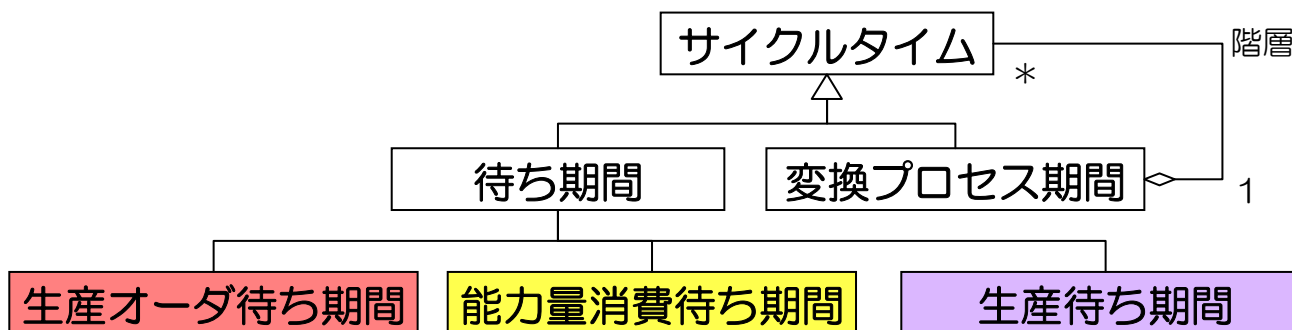 サイクルタイム
階層
*
待ち期間
変換プロセス期間
1
生産オーダ待ち期間
能力量消費待ち期間
生産待ち期間